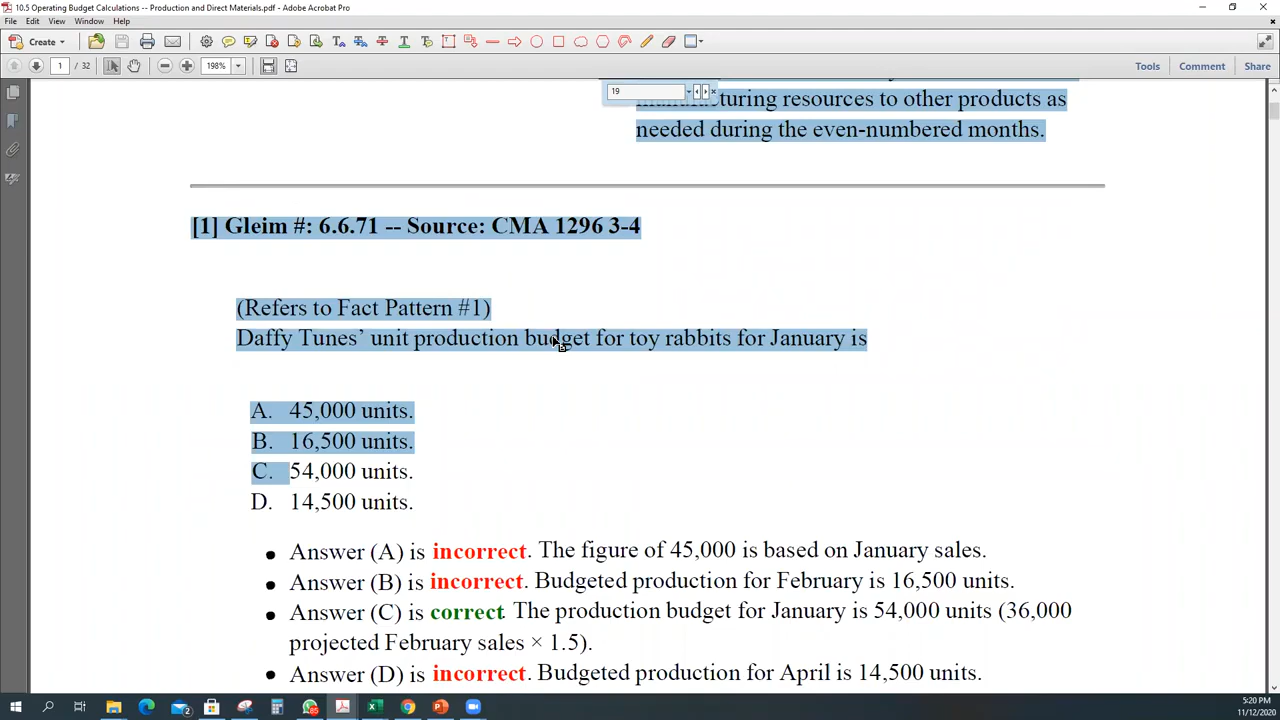 10.5 Operating Budget Calculations -- Production and Direct Materials.pdf - Adobe Acrobat Pro
File Edit View Window Help
Create
1 / 32 198% Tools Comment Share
19
manufacturing resources to other products as
needed during the even-numbered months.
[1] Gleim #: 6.6.71 -- Source: CMA 1296 3-4
(Refers to Fact Pattern #1)
Daffy Tunes’ unit production budget for toy rabbits for January is
A. 45,000 units.
B. 16,500 units.
C. 54,000 units.
D. 14,500 units.
• Answer (A) is incorrect. The figure of 45,000 is based on January sales.
• Answer (B) is incorrect. Budgeted production for February is 16,500 units.
• Answer (C) is correct. The production budget for January is 54,000 units (36,000
projected February sales × 1.5).
• Answer (D) is incorrect. Budgeted production for April is 14,500 units.
5:20 PM
11/12/2020